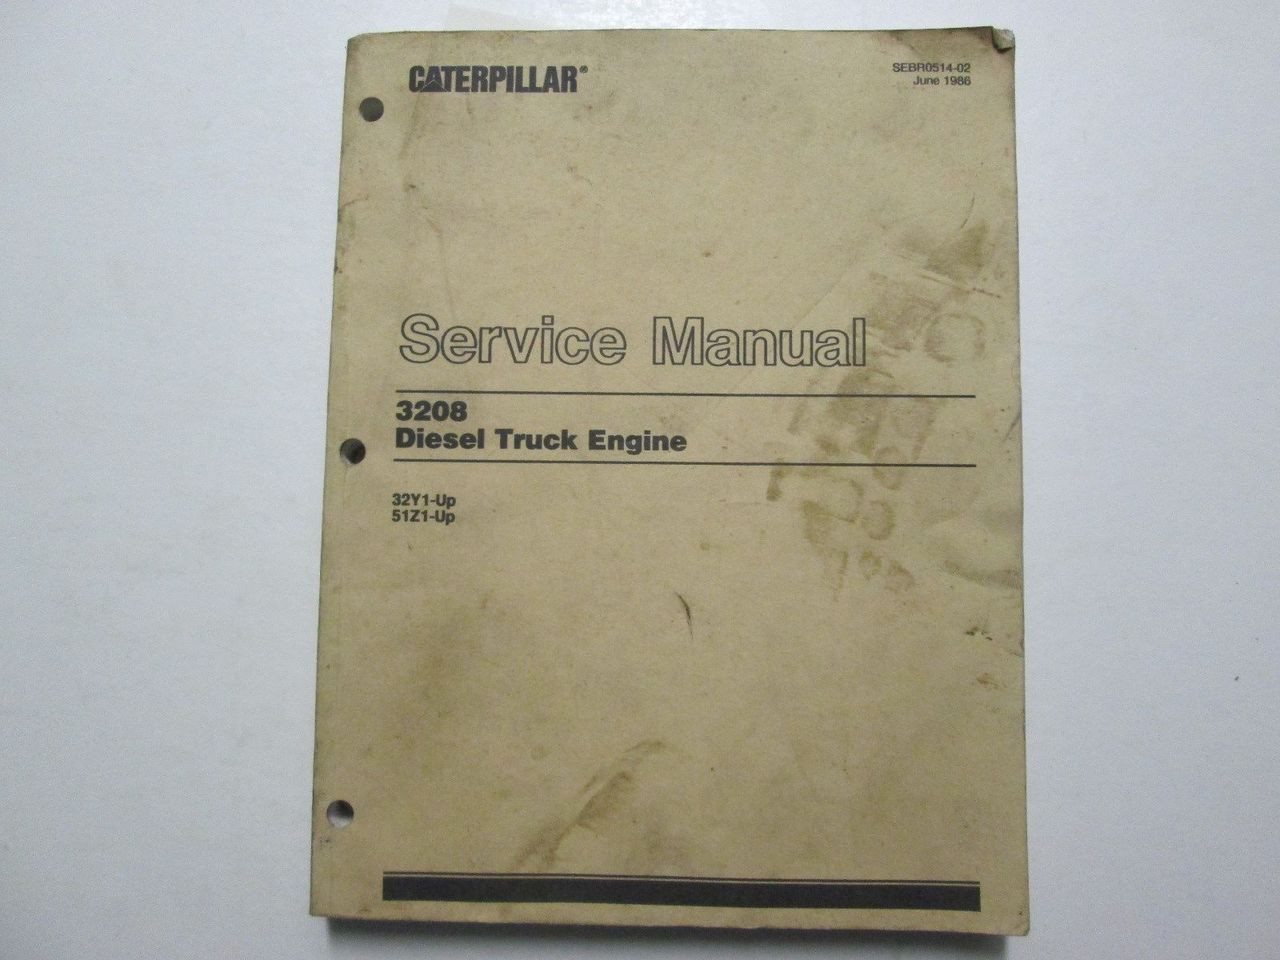 CATERPILLAR®
SEBR0514-02
June 1986
Service Manual
3208
Diesel Truck Engine
32Y1-Up
51Z1-Up